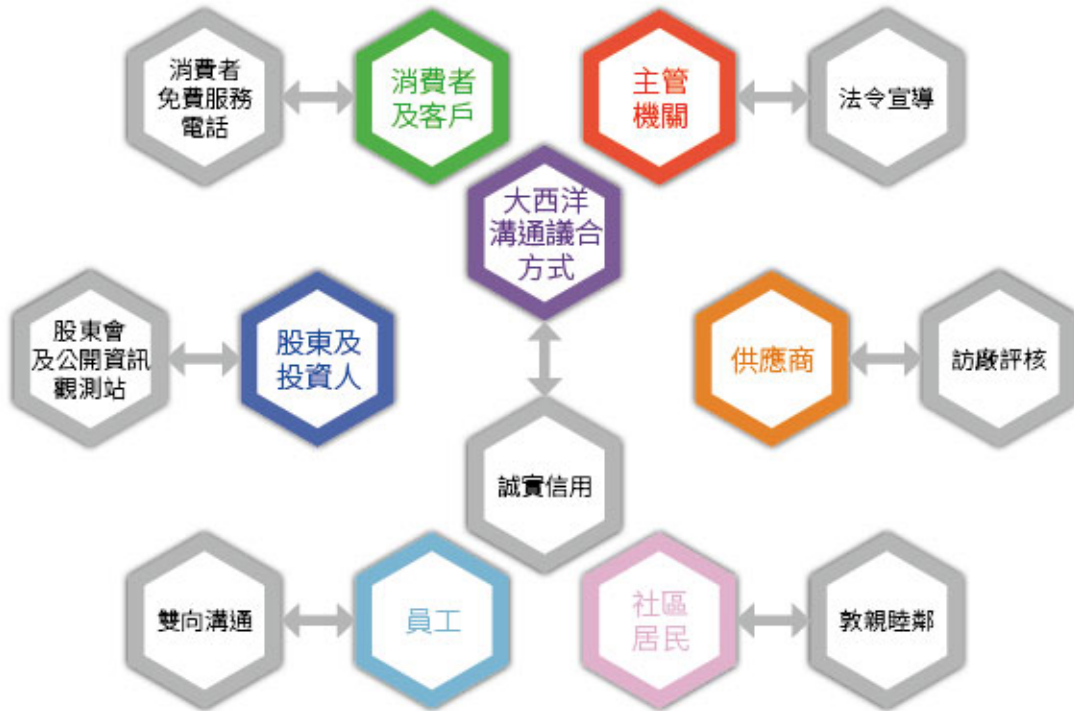 消費者
免費服務
電話
消費者
及客戶
主管
機關
法令宣導
大西洋
溝通議合
方式
股東會
及公開資訊
觀測站
股東及
投資人
供應商
訪廠評核
誠實信用
雙向溝通
員工
社區
居民
敦親睦鄰